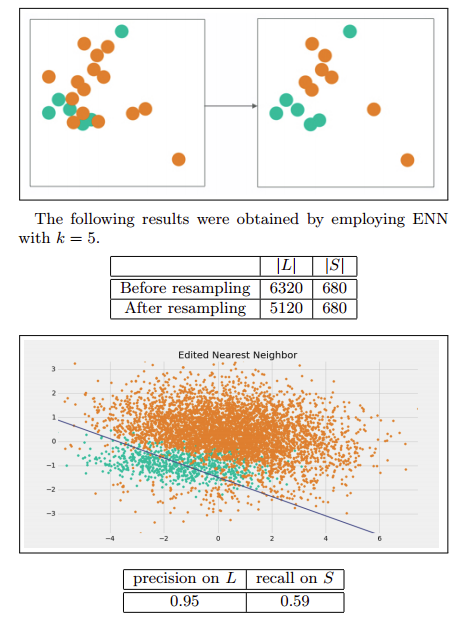 The following results were obtained by employing ENN
with k = 5.
|L| |S|
Before resampling 6320 680
After resampling 5120 680
Edited Nearest Neighbor
3
2
1
0
−1
−2
−3
−4 −2 0 2 4 6
precision on L recall on S
0.95 0.59